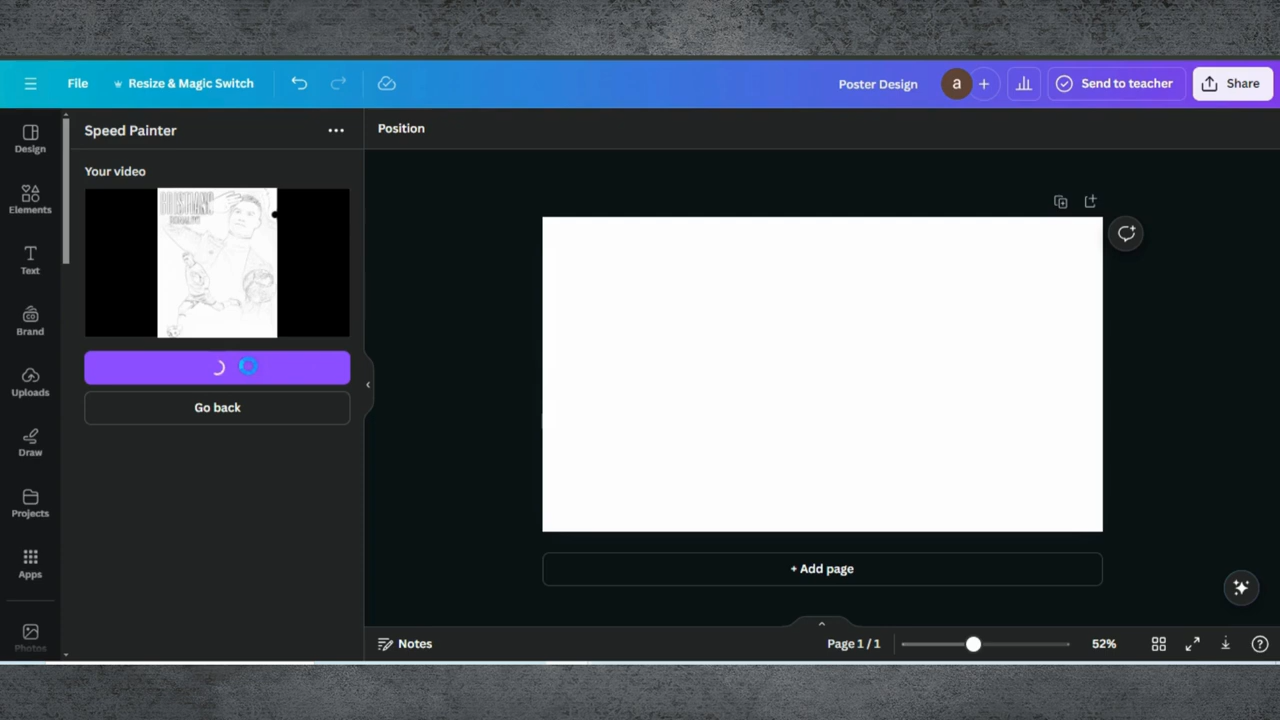 File
Resize & Magic Switch
Poster Design
a
Send to teacher
Share
Design
Elements
Text
Brand
Uploads
Draw
Projects
Apps
Photos
Speed Painter
Your video
Go back
Position
+ Add page
Notes
Page 1 / 1
52%